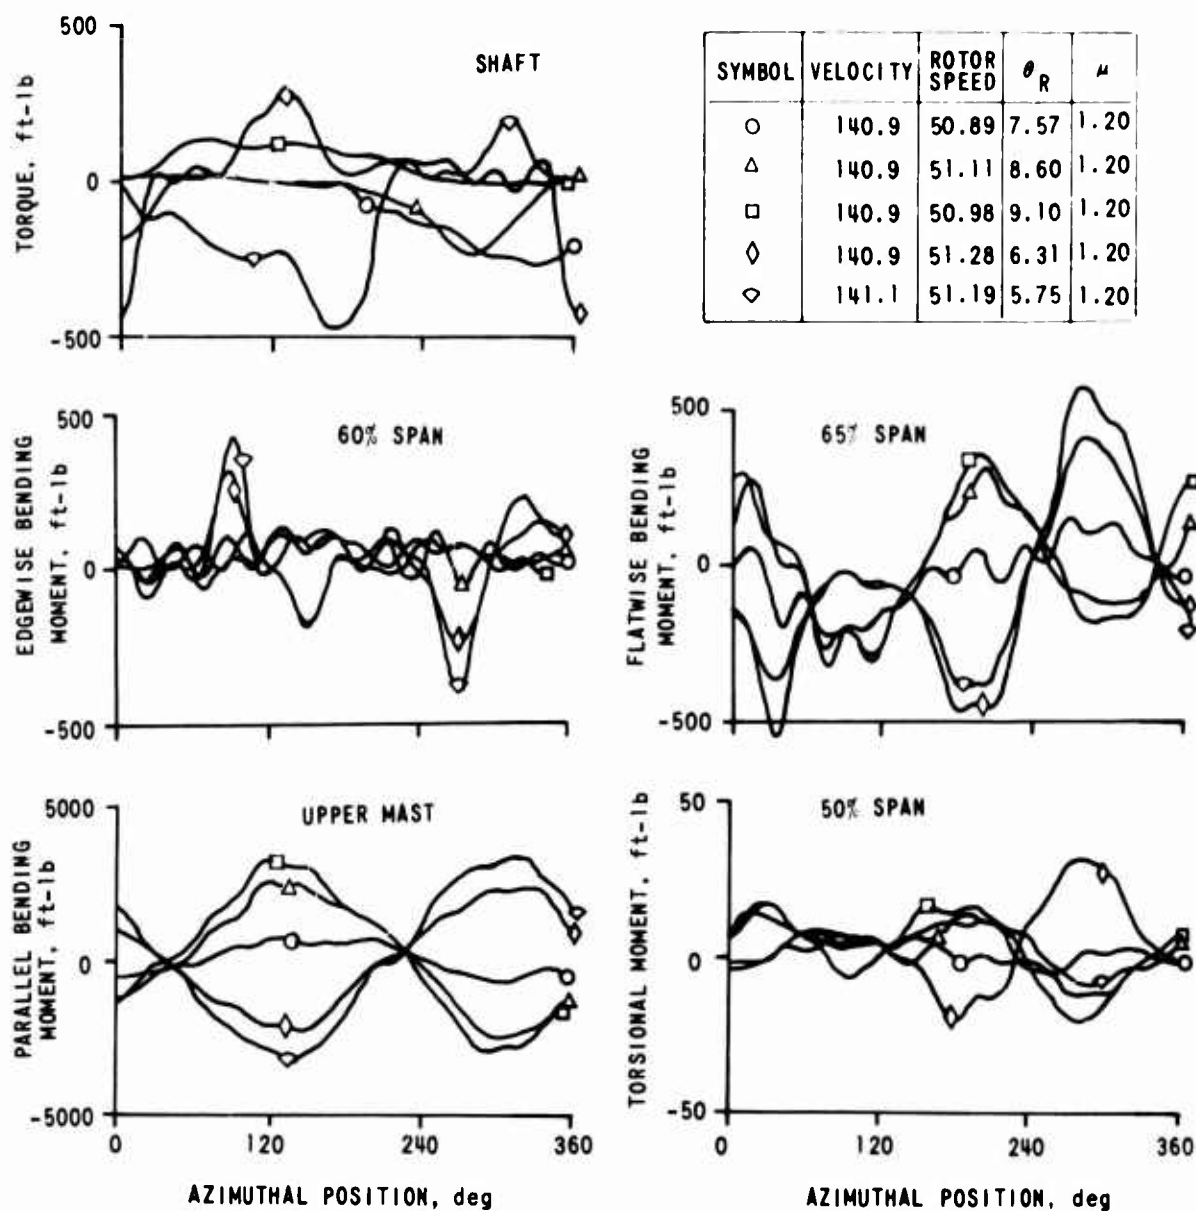 500
SHAFT
TORQUE, ft-lb
0
-500
SYMBOL VELOCITY ROTOR SPEED θR μ
140.9 50.89 7.57 1.20
140.9 51.11 8.60 1.20
140.9 50.98 9.10 1.20
140.9 51.28 6.31 1.20
141.1 51.19 5.75 1.20
500
60% SPAN
EDGEWISE BENDING
MOMENT, ft-lb
0
-500
500
65% SPAN
FLATWISE BENDING
MOMENT, ft-lb
0
-500
5000
UPPER MAST
PARALLEL BENDING
MOMENT, ft-lb
0
-5000
0 120 240 360
AZIMUTHAL POSITION, deg
50
50% SPAN
TORSIONAL MOMENT, ft-lb
0
-50
0 120 240 360
AZIMUTHAL POSITION, deg